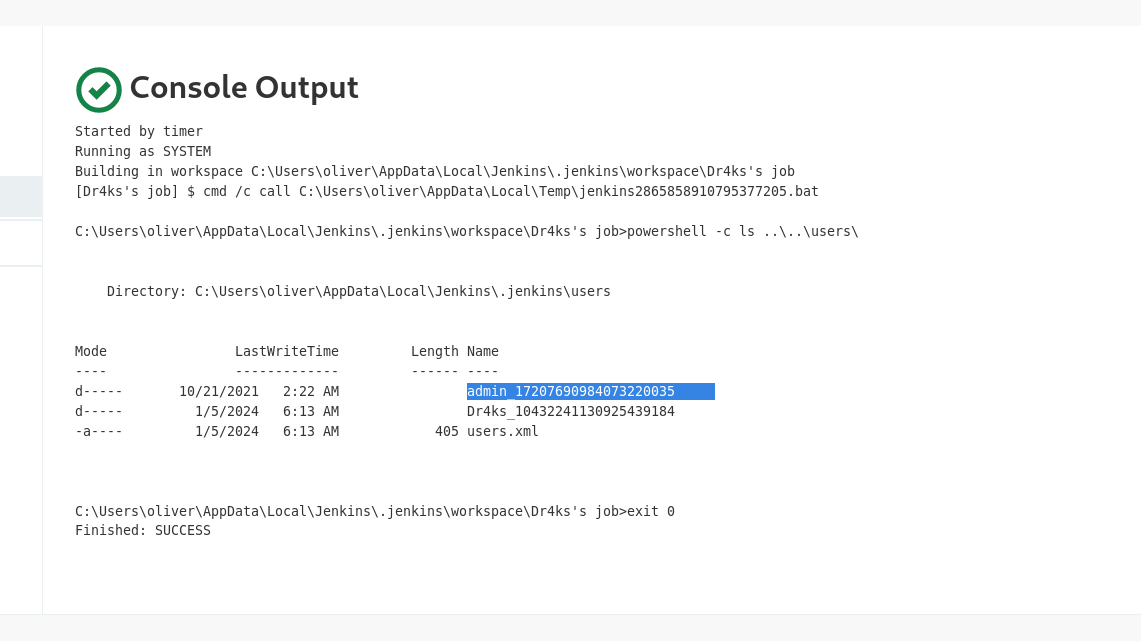 Console Output
Started by timer
Running as SYSTEM
Building in workspace C:\Users\oliver\AppData\Local\Jenkins\.jenkins\workspace\Dr4ks's job
[Dr4ks's job] $ cmd /c call C:\Users\oliver\AppData\Local\Temp\jenkins2865858910795377205.bat
C:\Users\oliver\AppData\Local\Jenkins\.jenkins\workspace\Dr4ks's job>powershell -c ls ..\..\users\
Directory: C:\Users\oliver\AppData\Local\Jenkins\.jenkins\users
Mode LastWriteTime Length Name
---- ------------- ------ ----
d----- 10/21/2021 2:22 AM admin_17207690984073220035
d----- 1/5/2024 6:13 AM Dr4ks_10432241130925439184
-a---- 1/5/2024 6:13 AM 405 users.xml
C:\Users\oliver\AppData\Local\Jenkins\.jenkins\workspace\Dr4ks's job>exit 0
Finished: SUCCESS